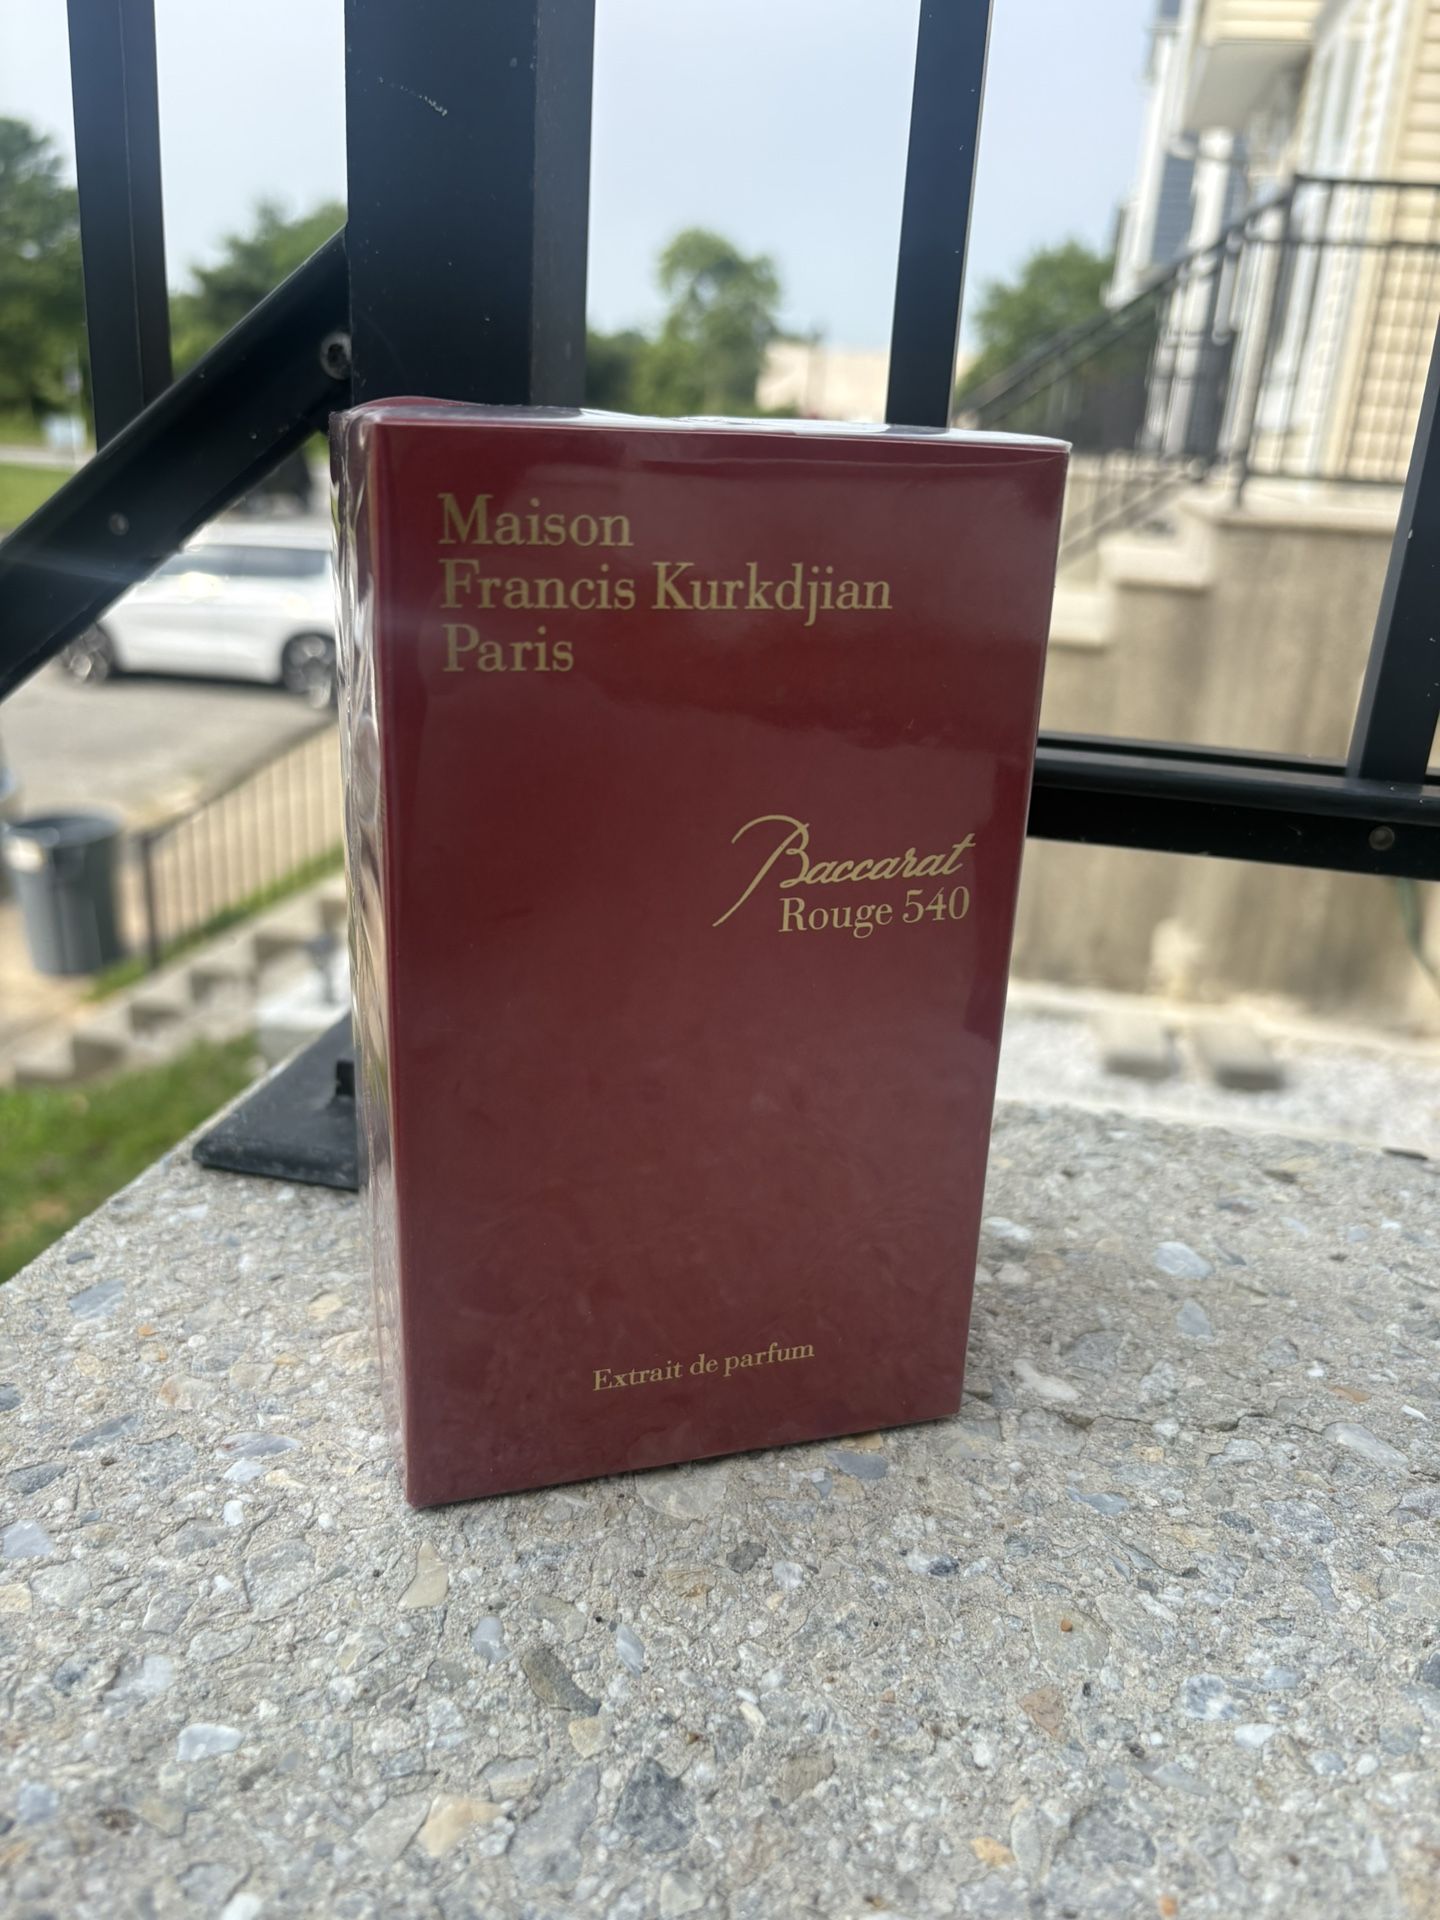 Maison
Francis Kurkdjian
Paris
Baccarat
Rouge 540
Extrait de parfum